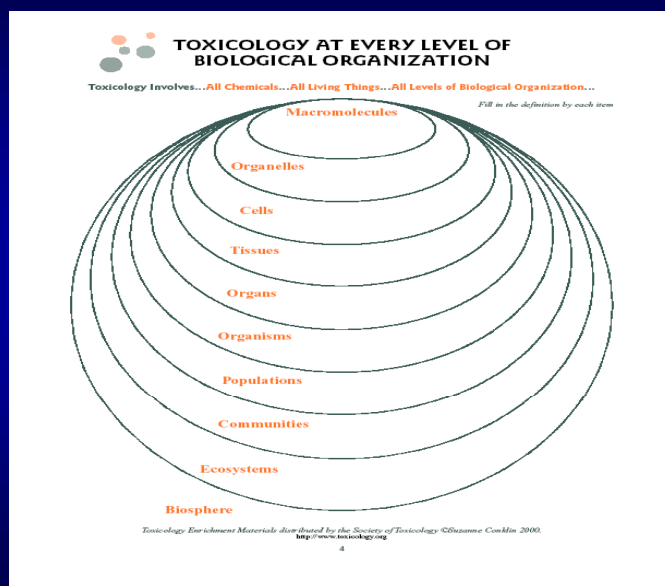 TOXICOLOGY AT EVERY LEVEL OF
BIOLOGICAL ORGANIZATION
Toxicology Involves...All Chemicals...All Living Things...All Levels of Biological Organization...
Fill in the definition by each item
Macromolecules
Organelles
Cells
Tissues
Organs
Organisms
Populations
Communities
Ecosystems
Biosphere
Toxicology Enrichment Materials distributed by the Society of Toxicology ©Suzanne Conklin 2000.
http://www.toxicology.org
4